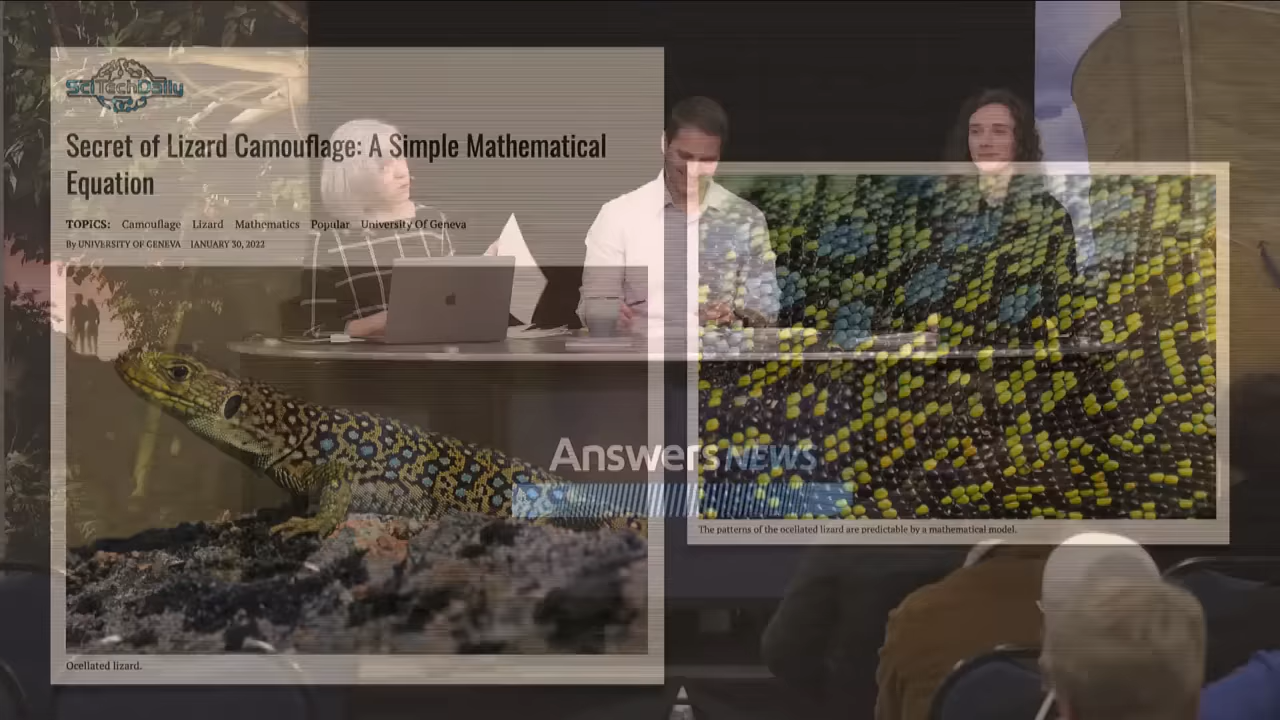 SciTechDaily
Secret of Lizard Camouflage: A Simple Mathematical
Equation
TOPICS: Camouflage Lizard Mathematics Popular University Of Geneva
By UNIVERSITY OF GENEVA JANUARY 30, 2022
Answers NEWS
The patterns of the ocellated lizard are predictable by a mathematical model.
Ocellated lizard.